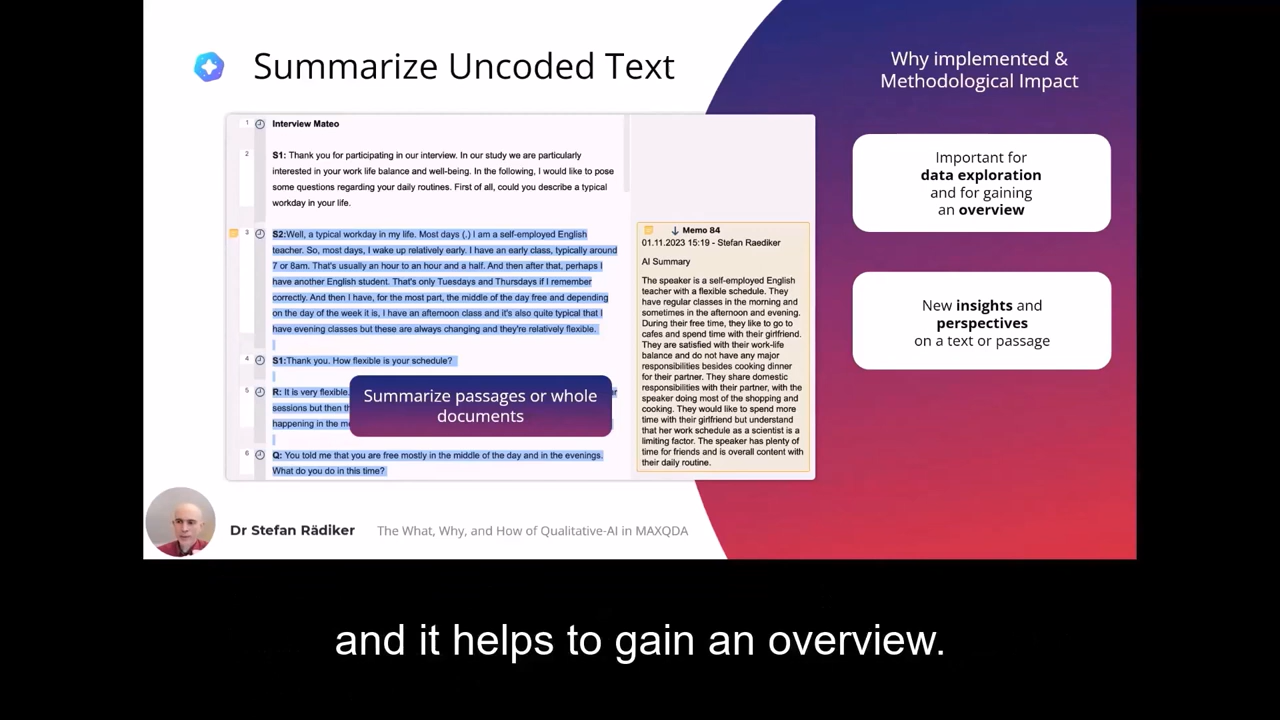 Summarize Uncoded Text
Why implemented &
Methodological Impact
1 Interview Mateo
2 S1: Thank you for participating in our interview. In our study we are particularly
interested in your work life balance and well-being. In the following, I would like to pose
some questions regarding your daily routines. First of all, could you describe a typical
workday in your life.
3 S2:Well, a typical workday in my life. Most days (.) I am a self-employed English
teacher. So, most days, I wake up relatively early. I have an early class, typically around
7 or 8am. That's usually an hour to an hour and a half. And then after that, perhaps I
have another English student. That's only Tuesdays and Thursdays if I remember
correctly. And then I have, for the most part, the middle of the day free and depending
on the day of the week it is, I have an afternoon class and it's also quite typical that I
have evening classes but these are always changing and they're relatively flexible.
4 S1:Thank you. How flexible is your schedule?
5 R: It is very flexible.
sessions but then th
happening in the m
6 Q: You told me that you are free mostly in the middle of the day and in the evenings.
What do you do in this time?
Summarize passages or whole
documents
Memo 84
01.11.2023 15:19 - Stefan Raediker
AI Summary
The speaker is a self-employed English
teacher with a flexible schedule. They
have regular classes in the morning and
sometimes in the afternoon and evening.
During their free time, they like to go to
cafes and spend time with their girlfriend.
They are satisfied with their work-life
balance and do not have any major
responsibilities besides cooking dinner
for their partner. They share domestic
responsibilities with their partner, with the
speaker doing most of the shopping and
cooking. They would like to spend more
time with their girlfriend but understand
that her work schedule as a scientist is a
limiting factor. The speaker has plenty of
time for friends and is overall content with
their daily routine.
Important for
data exploration
and for gaining
an overview
New insights and
perspectives
on a text or passage
Dr Stefan Rädiker
The What, Why, and How of Qualitative-AI in MAXQDA
and it helps to gain an overview.